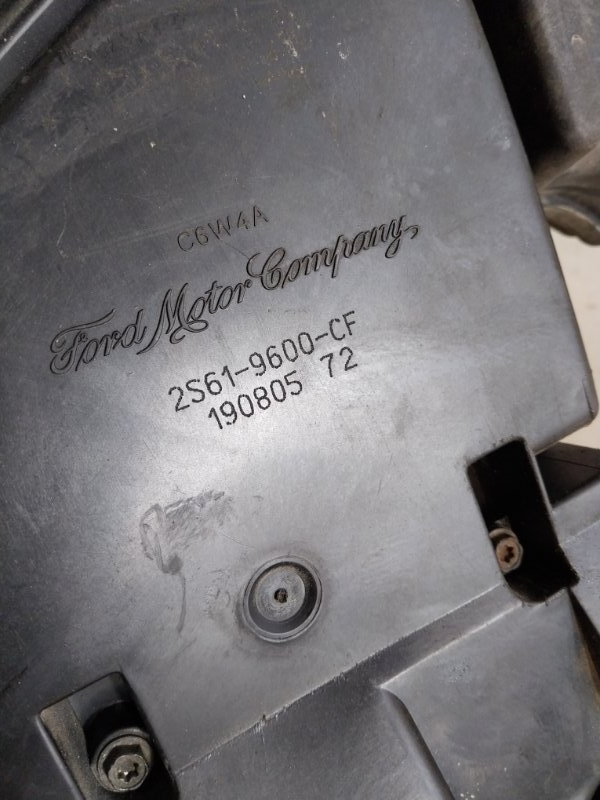 C6W4A
Ford Motor Company,
2S61-9600-CF
190805 72